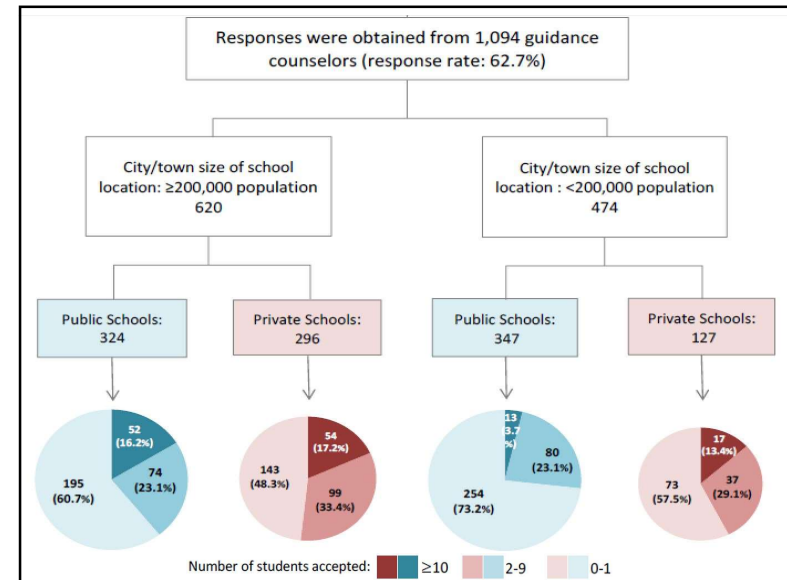 Responses were obtained from 1,094 guidance
counselors (response rate: 62.7%)
City/town size of school
location: ≥200,000 population
620
City/town size of school
location : <200,000 population
474
Public Schools:
324
Private Schools:
296
Public Schools:
347
Private Schools:
127
52
(16.2%)
74
(23.1%)
195
(60.7%)
54
(17.2%)
99
(33.4%)
143
(48.3%)
13
(3.7
%)
80
(23.1%)
254
(73.2%)
17
(13.4%)
37
(29.1%)
73
(57.5%)
Number of students accepted: ≥10 2-9 0-1